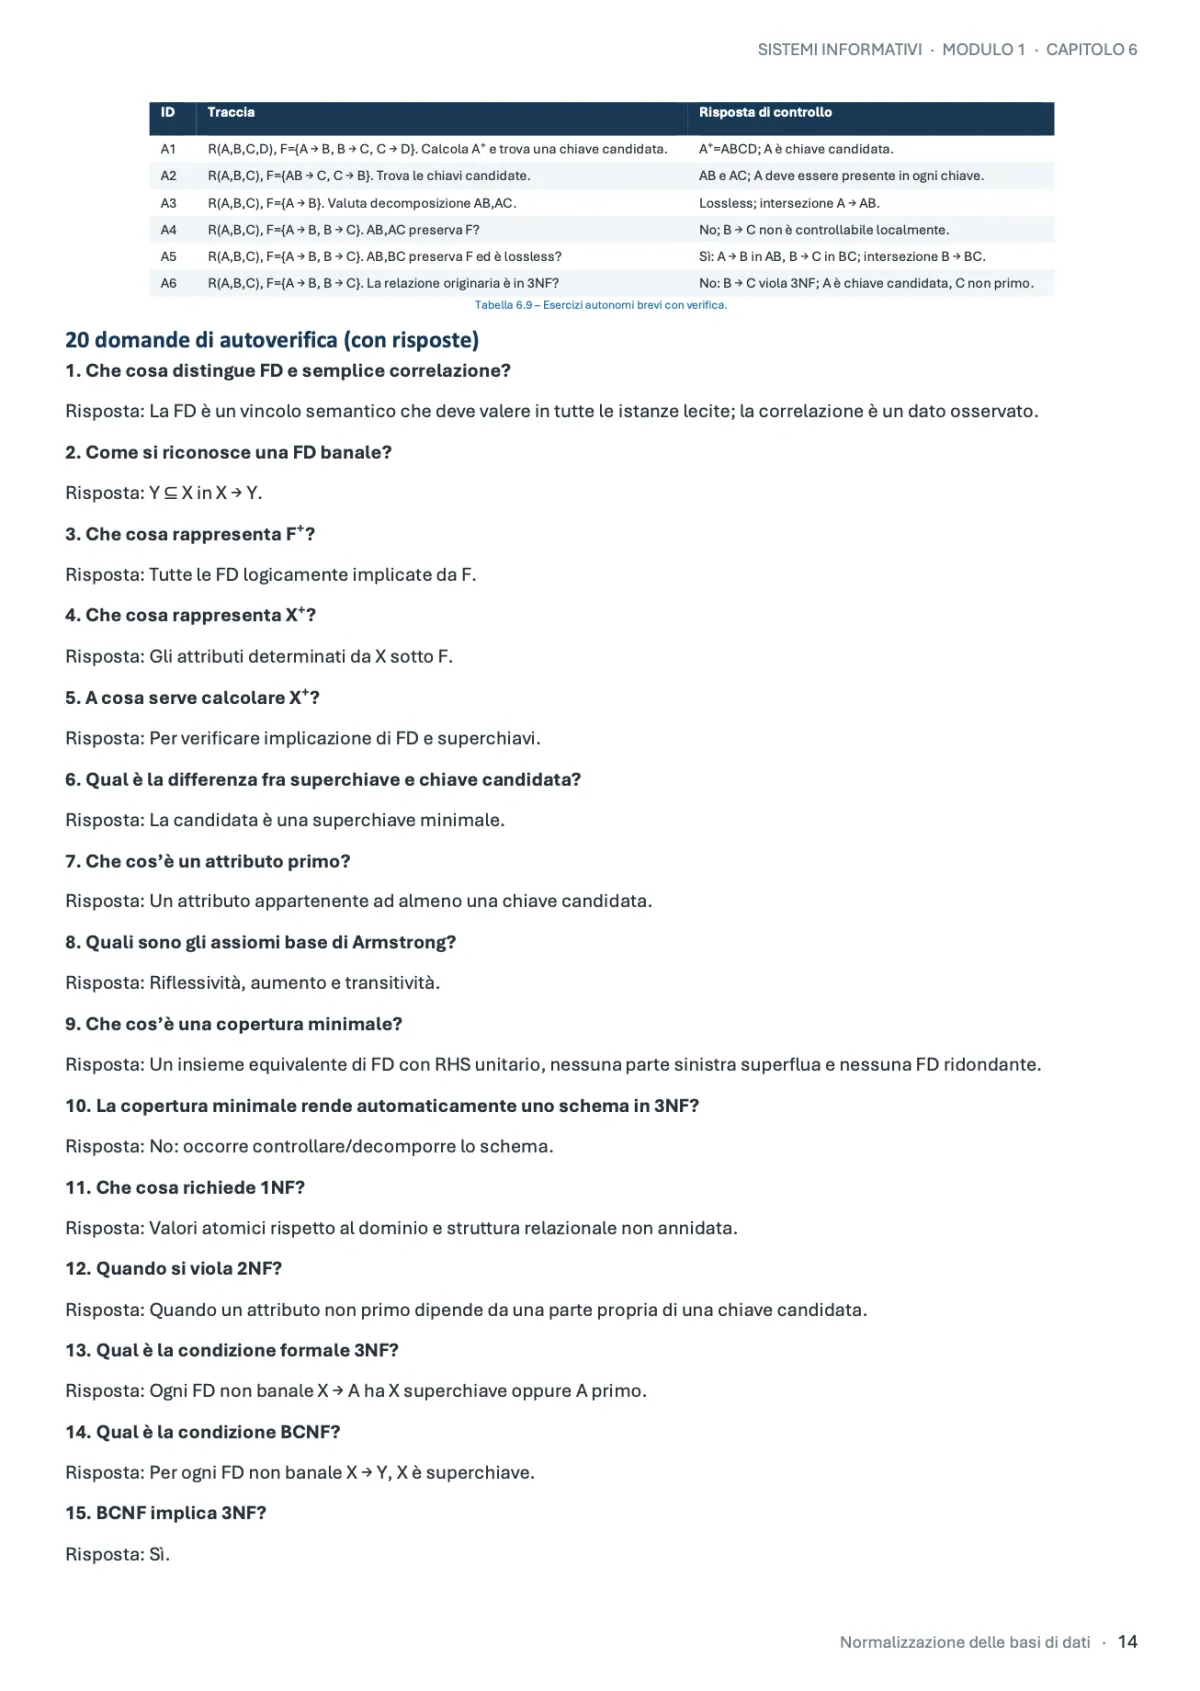 SISTEMI INFORMATIVI · MODULO 1 · CAPITOLO 6
ID Traccia Risposta di controllo
A1 R(A,B,C,D), F={A → B, B → C, C → D}. Calcola A⁺ e trova una chiave candidata. A⁺=ABCD; A è chiave candidata.
A2 R(A,B,C), F={AB → C, C → B}. Trova le chiavi candidate. AB e AC; A deve essere presente in ogni chiave.
A3 R(A,B,C), F={A → B}. Valuta decomposizione AB,AC. Lossless; intersezione A → AB.
A4 R(A,B,C), F={A → B, B → C}. AB,AC preserva F? No; B → C non è controllabile localmente.
A5 R(A,B,C), F={A → B, B → C}. AB,BC preserva F ed è lossless? Sì: A → B in AB, B → C in BC; intersezione B → BC.
A6 R(A,B,C), F={A → B, B → C}. La relazione originaria è in 3NF? No: B → C viola 3NF; A è chiave candidata, C non primo.
Tabella 6.9 – Esercizi autonomi brevi con verifica.
20 domande di autoverifica (con risposte)
1. Che cosa distingue FD e semplice correlazione?
Risposta: La FD è un vincolo semantico che deve valere in tutte le istanze lecite; la correlazione è un dato osservato.
2. Come si riconosce una FD banale?
Risposta: Y ⊆ X in X → Y.
3. Che cosa rappresenta F⁺?
Risposta: Tutte le FD logicamente implicate da F.
4. Che cosa rappresenta X⁺?
Risposta: Gli attributi determinati da X sotto F.
5. A cosa serve calcolare X⁺?
Risposta: Per verificare implicazione di FD e superchiavi.
6. Qual è la differenza fra superchiave e chiave candidata?
Risposta: La candidata è una superchiave minimale.
7. Che cos’è un attributo primo?
Risposta: Un attributo appartenente ad almeno una chiave candidata.
8. Quali sono gli assiomi base di Armstrong?
Risposta: Riflessività, aumento e transitività.
9. Che cos’è una copertura minimale?
Risposta: Un insieme equivalente di FD con RHS unitario, nessuna parte sinistra superflua e nessuna FD ridondante.
10. La copertura minimale rende automaticamente uno schema in 3NF?
Risposta: No: occorre controllare/decomporre lo schema.
11. Che cosa richiede 1NF?
Risposta: Valori atomici rispetto al dominio e struttura relazionale non annidata.
12. Quando si viola 2NF?
Risposta: Quando un attributo non primo dipende da una parte propria di una chiave candidata.
13. Qual è la condizione formale 3NF?
Risposta: Ogni FD non banale X → A ha X superchiave oppure A primo.
14. Qual è la condizione BCNF?
Risposta: Per ogni FD non banale X → Y, X è superchiave.
15. BCNF implica 3NF?
Risposta: Sì.
Normalizzazione delle basi di dati · 14